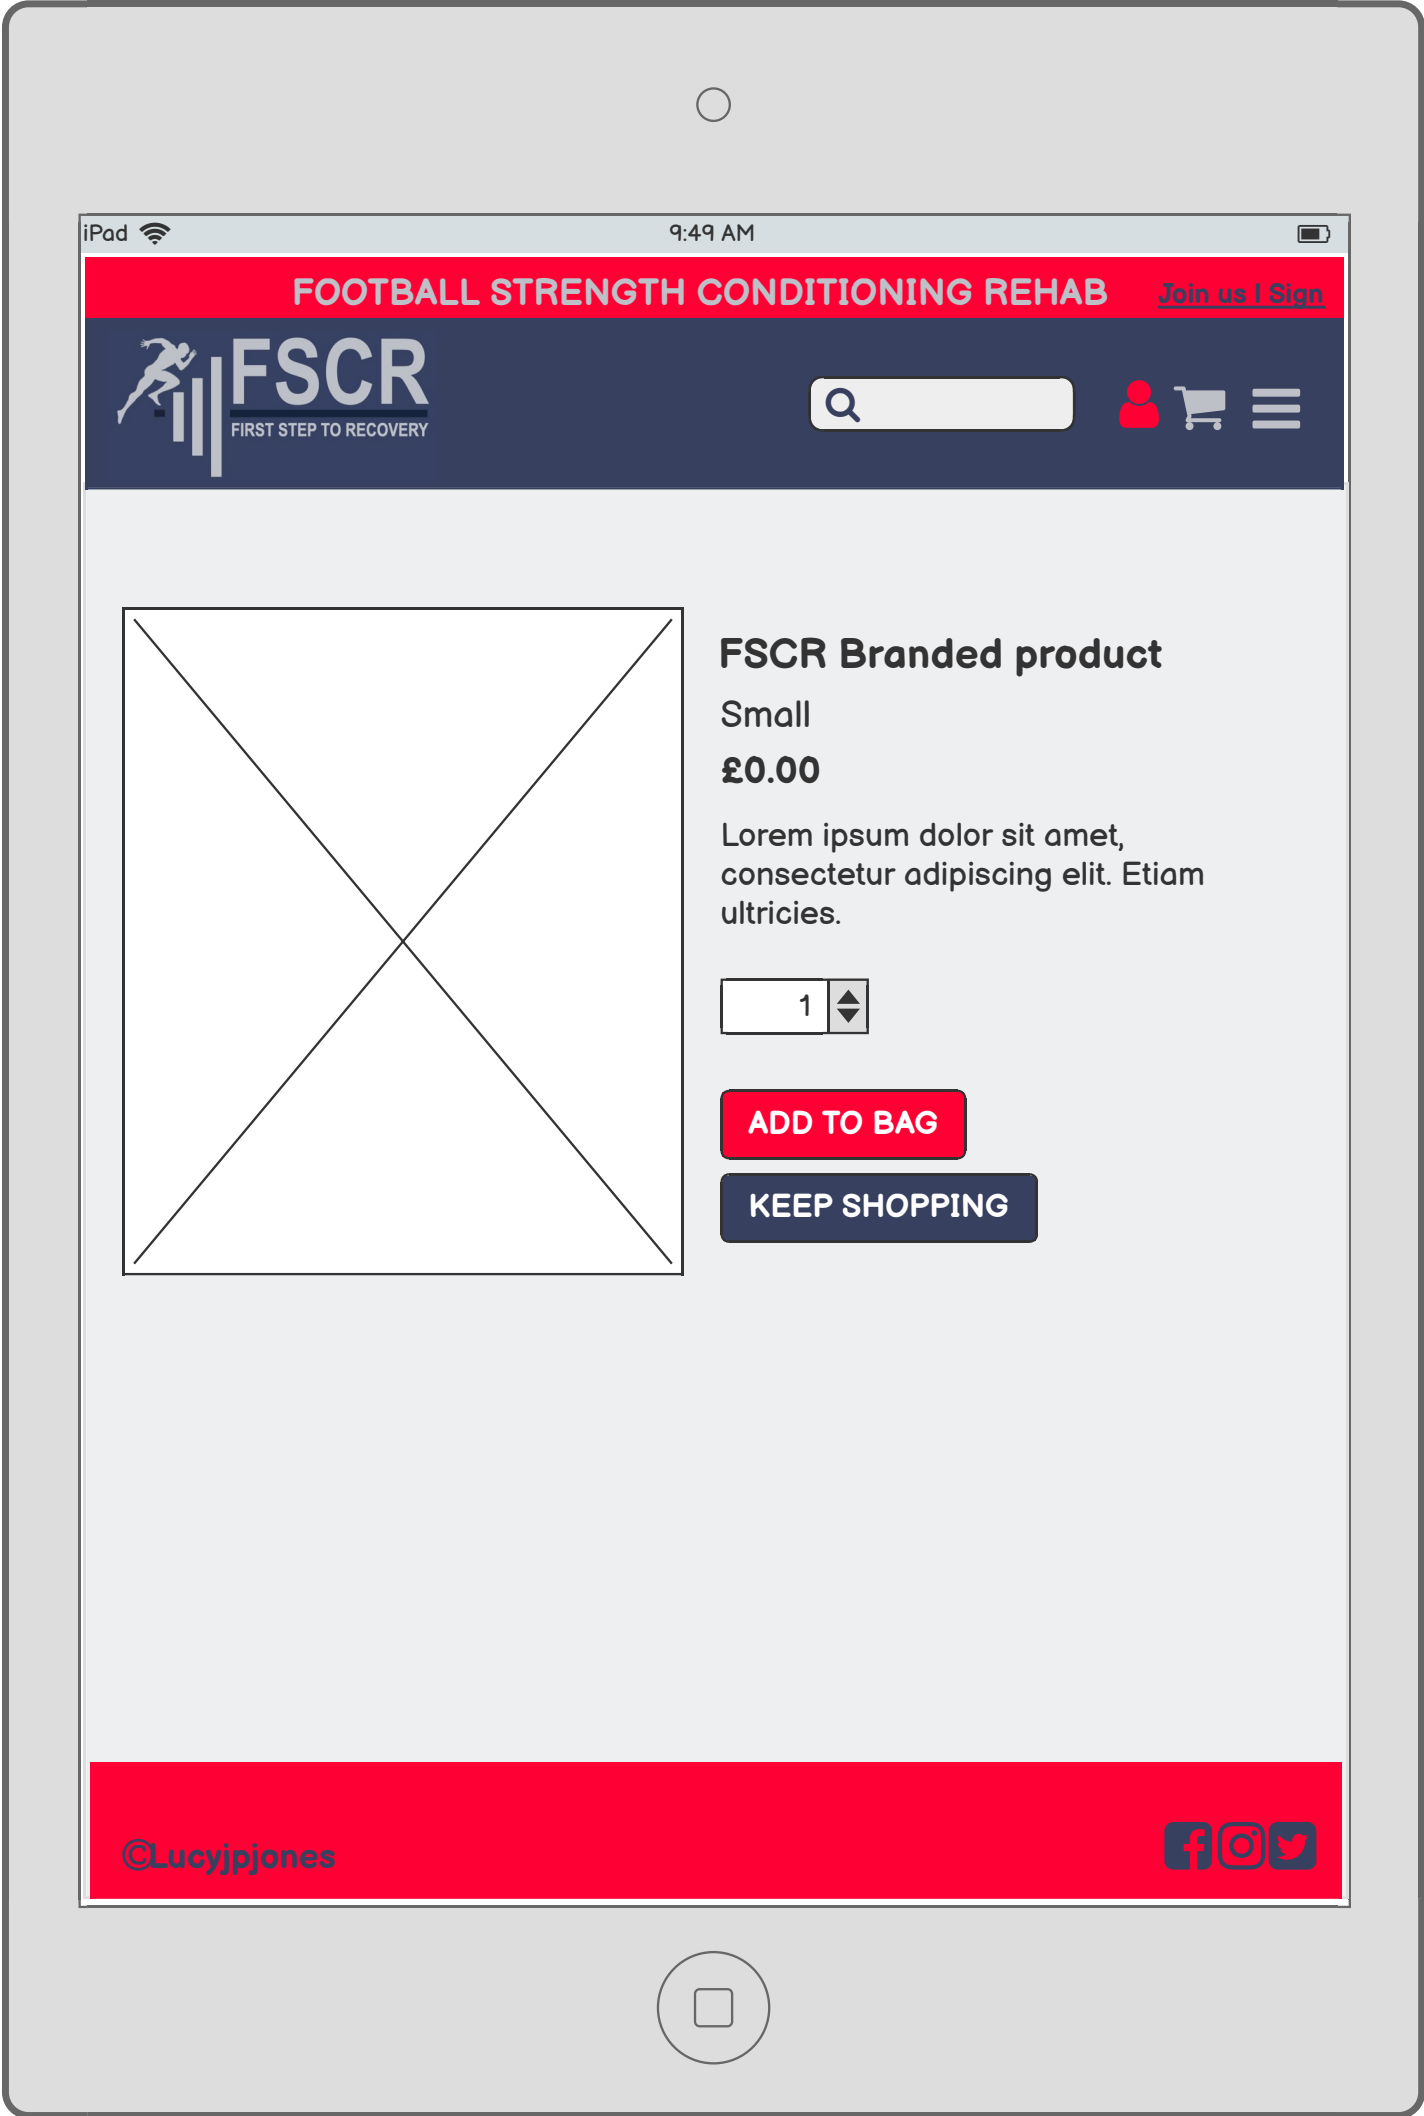 iPad
9:49 AM
FOOTBALL STRENGTH CONDITIONING REHAB
Join us | Sign
FSCR
FIRST STEP TO RECOVERY
FSCR Branded product
Small
£0.00
Lorem ipsum dolor sit amet,
consectetur adipiscing elit. Etiam
ultricies.
1
ADD TO BAG
KEEP SHOPPING
©Lucyjpjones